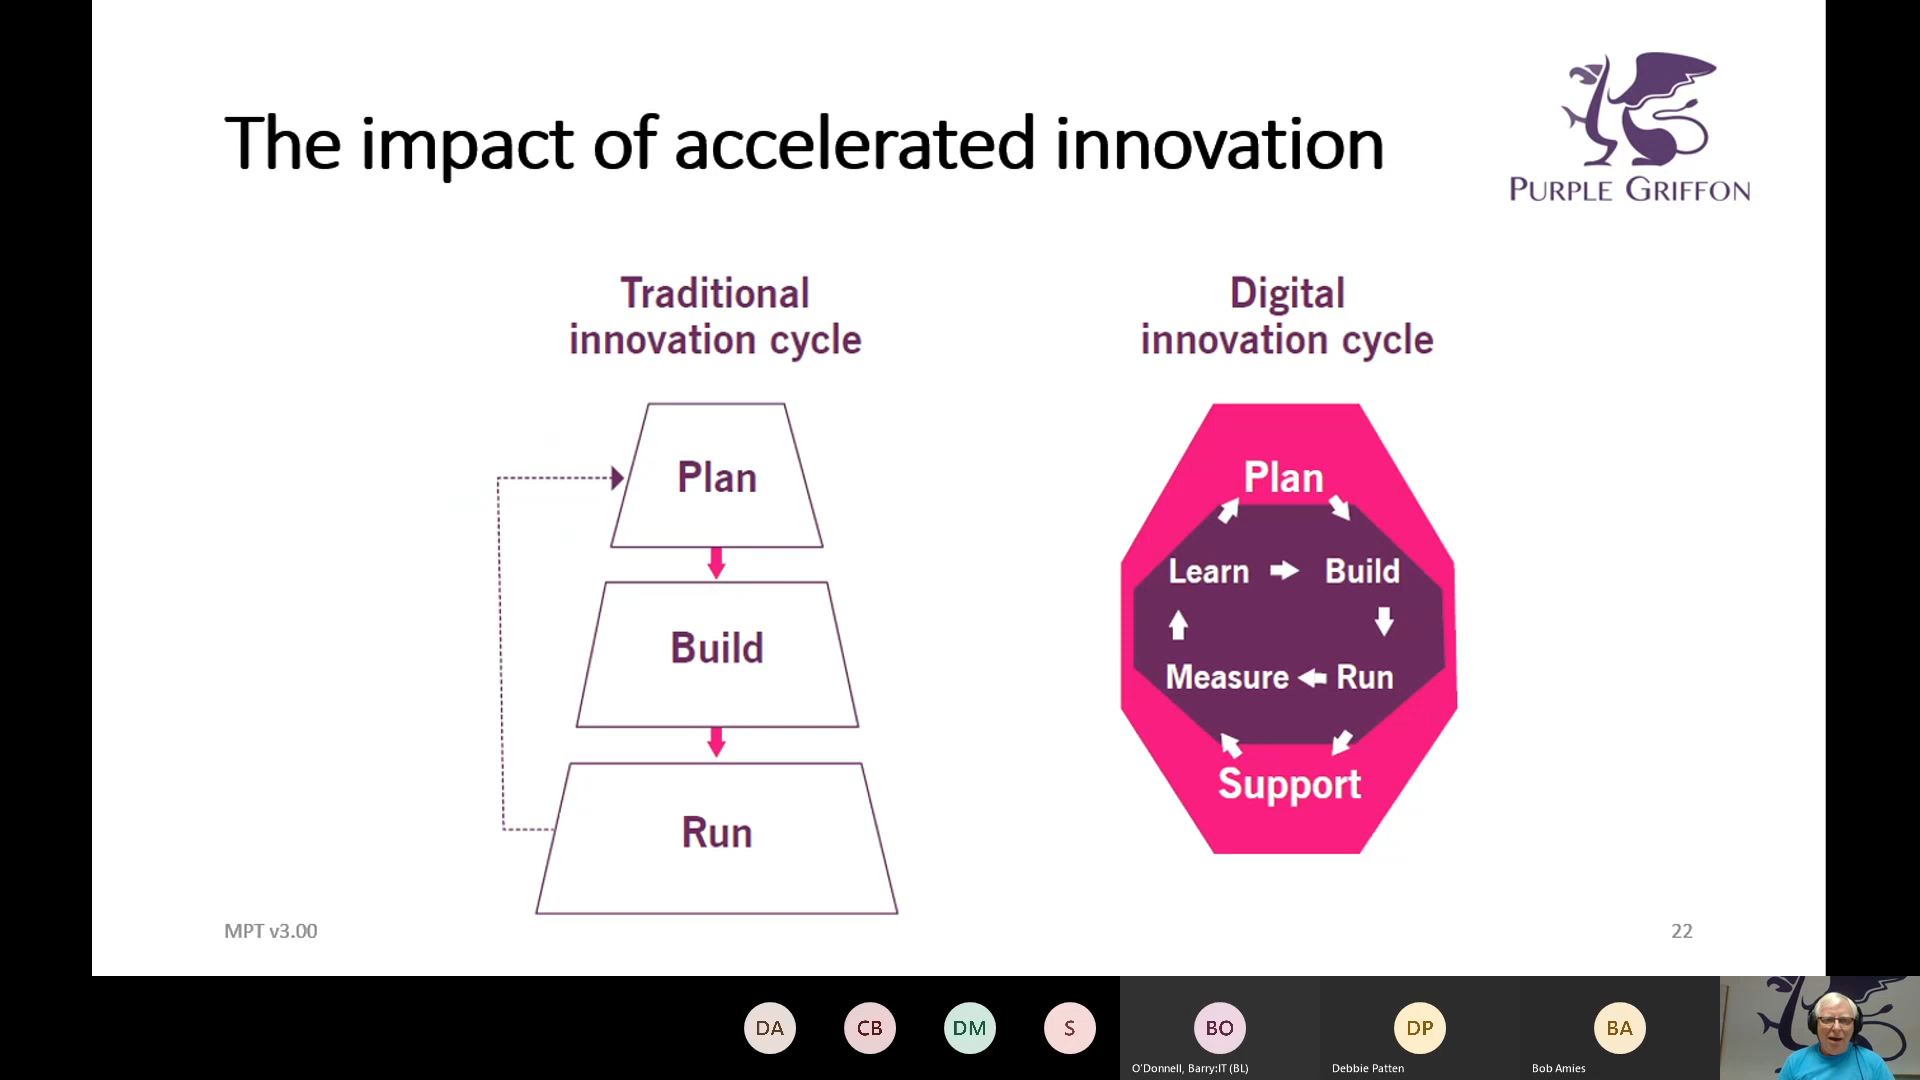 The impact of accelerated innovation
PURPLE GRIFFON
Traditional
innovation cycle
Plan
Build
Run
Digital
innovation cycle
Plan
Learn
Build
Measure
Run
Support
MPT v3.00
22
DA
CB
DM
S
BO
O'Donnell, Barry:IT (BL)
DP
Debbie Patten
BA
Bob Amies